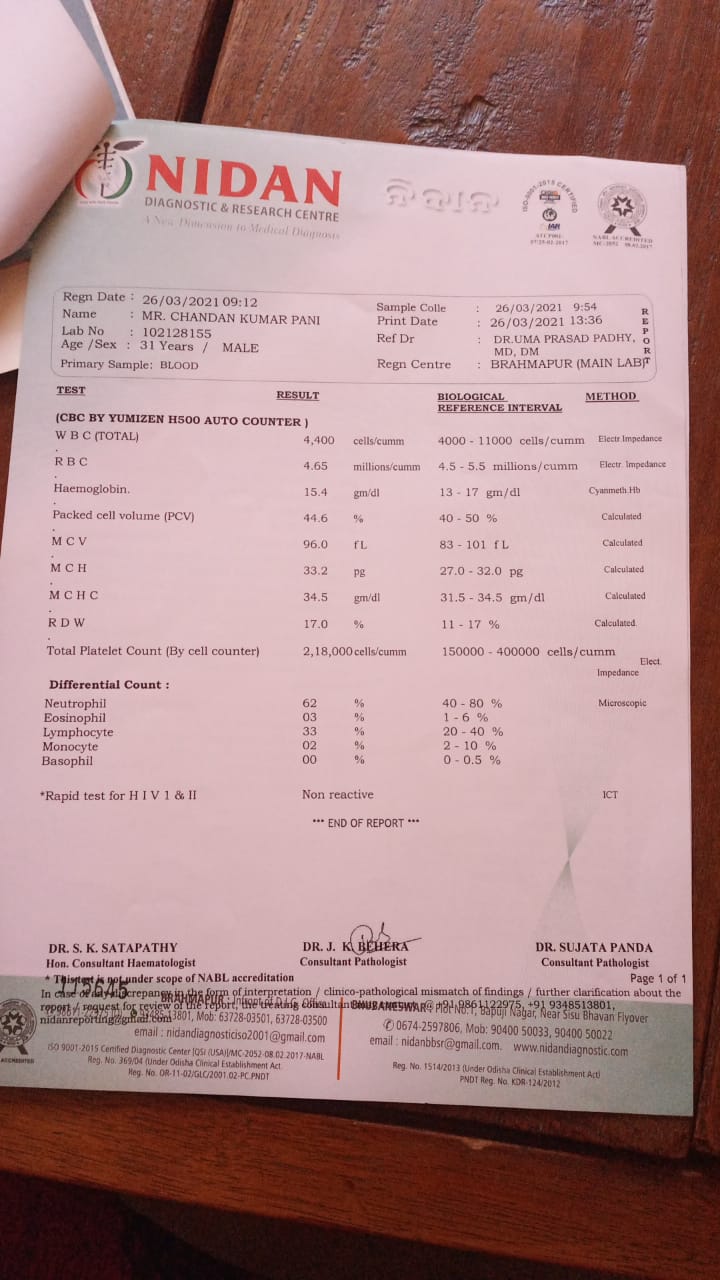 NIDAN
DIAGNOSTIC & RESEARCH CENTRE
A New Dimension to Medical Diagnosis
ନିଦାନ
ISO-9001-2015 CERTIFIED
NABL ACCREDITED
MC-2052 08.02.2017
Regn Date : 26/03/2021 09:12
Name : MR. CHANDAN KUMAR PANI
Lab No : 102128155
Age /Sex : 31 Years / MALE
Primary Sample: BLOOD
Sample Colle : 26/03/2021 9:54
Print Date : 26/03/2021 13:36
Ref Dr : DR.UMA PRASAD PADHY,
MD, DM
Regn Centre : BRAHMAPUR (MAIN LAB)
REPORT
TEST RESULT BIOLOGICAL REFERENCE INTERVAL METHOD
(CBC BY YUMIZEN H500 AUTO COUNTER )
W B C (TOTAL) 4,400 cells/cumm 4000 - 11000 cells/cumm Electr Impedance
R B C 4.65 millions/cumm 4.5 - 5.5 millions/cumm Electr. Impedance
Haemoglobin. 15.4 gm/dl 13 - 17 gm/dl Cyanmeth.Hb
Packed cell volume (PCV) 44.6 % 40 - 50 % Calculated
M C V 96.0 f L 83 - 101 f L Calculated
M C H 33.2 pg 27.0 - 32.0 pg Calculated
M C H C 34.5 gm/dl 31.5 - 34.5 gm/dl Calculated
R D W 17.0 % 11 - 17 % Calculated.
Total Platelet Count (By cell counter) 2,18,000 cells/cumm 150000 - 400000 cells/cumm Elect.
Impedance
Differential Count :
Neutrophil 62 % 40 - 80 % Microscopic
Eosinophil 03 % 1 - 6 %
Lymphocyte 33 % 20 - 40 %
Monocyte 02 % 2 - 10 %
Basophil 00 % 0 - 0.5 %
*Rapid test for H I V 1 & II Non reactive ICT
*** END OF REPORT ***
DR. S. K. SATAPATHY DR. J. K. BEHERA DR. SUJATA PANDA
Hon. Consultant Haematologist Consultant Pathologist Consultant Pathologist
* This test is not under scope of NABL accreditation Page 1 of 1
115645
In case of any discrepancy in the form of interpretation / clinico-pathological mismatch of findings / further clarification about the
report / request for review of the report, the treating consultant @ +91 9861122975, +91 9348513801,
nidanreporting@gmail.com
BRAHMAPUR :
Mob: 63728-03501, 63728-03500
email : nidandiagnosticiso2001@gmail.com
ISO 9001-2015 Certified Diagnostic Center [QSI (USA)]/MC-2052-08.02.2017-NABL
Reg. No. 369/04 (Under Odisha Clinical Establishment Act.
Reg. No. OR-11-02/GLC/2001.02-PC.PNDT
BHUBANESWAR : Plot No.1, Bapuji Nagar, Near Sisu Bhavan Flyover
✆ 0674-2597806, Mob: 90400 50033, 90400 50022
email : nidanbbsr@gmail.com. www.nidandiagnostic.com
Reg. No. 1514/2013 (Under Odisha Clinical Establishment Act)
PNDT Reg. No. KDR-124/2012
ACCREDITED